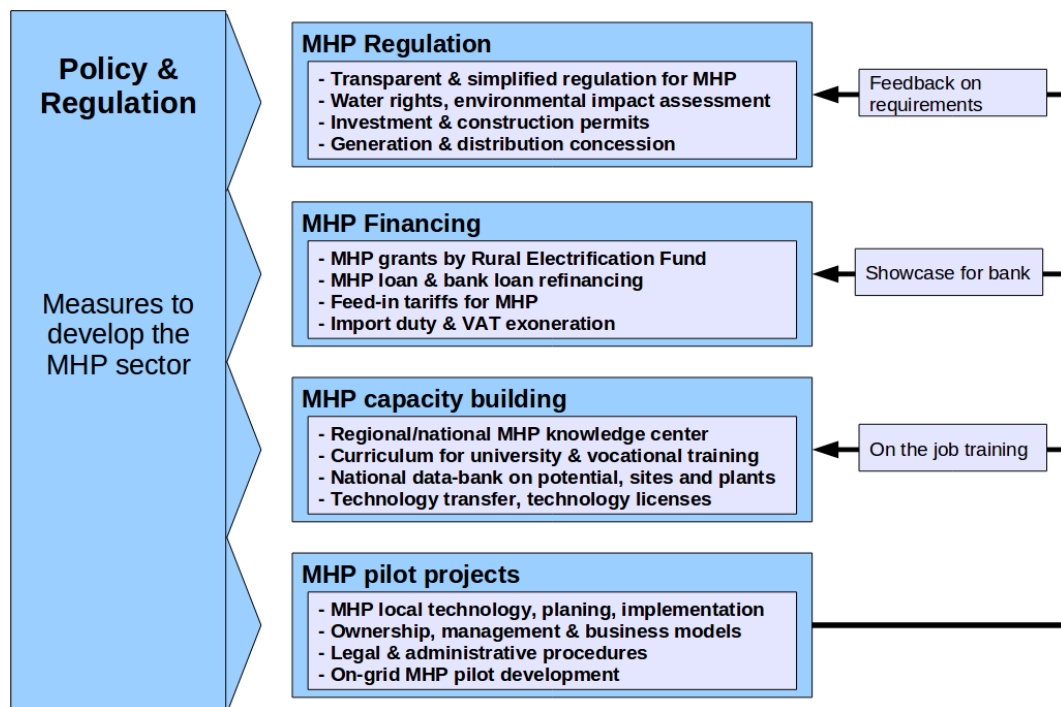 Policy &
Regulation
Measures to
develop the
MHP sector
MHP Regulation
- Transparent & simplified regulation for MHP
- Water rights, environmental impact assessment
- Investment & construction permits
- Generation & distribution concession
Feedback on
requirements
MHP Financing
- MHP grants by Rural Electrification Fund
- MHP loan & bank loan refinancing
- Feed-in tariffs for MHP
- Import duty & VAT exoneration
Showcase for bank
MHP capacity building
- Regional/national MHP knowledge center
- Curriculum for university & vocational training
- National data-bank on potential, sites and plants
- Technology transfer, technology licenses
On the job training
MHP pilot projects
- MHP local technology, planing, implementation
- Ownership, management & business models
- Legal & administrative procedures
- On-grid MHP pilot development